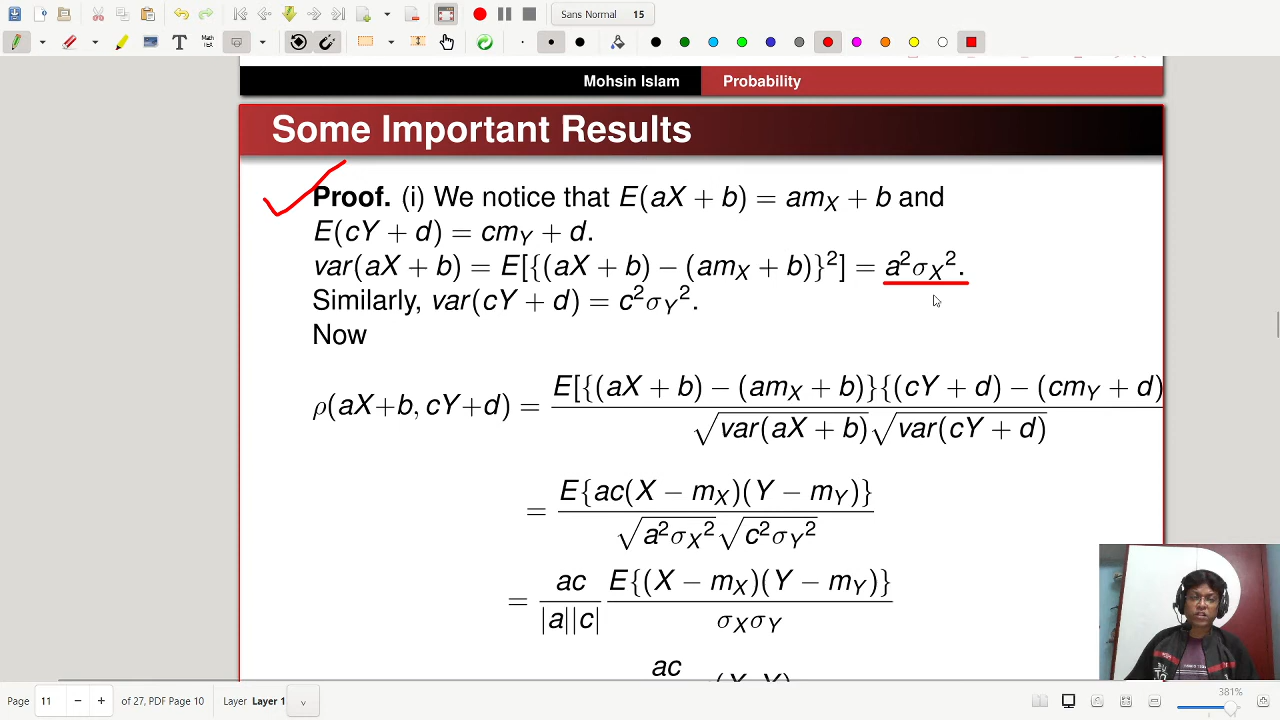 Sans Normal 15
Mohsin Islam Probability
Some Important Results
Proof. (i) We notice that E(aX + b) = am_X + b and
E(cY + d) = cm_Y + d.
var(aX + b) = E[{(aX + b) − (am_X + b)}²] = a²σ_X².
Similarly, var(cY + d) = c²σ_Y².
Now
ρ(aX+b, cY+d) = E[{(aX + b) − (am_X + b)}{(cY + d) − (cm_Y + d) / √var(aX + b) √var(cY + d)
= E{ac(X − m_X)(Y − m_Y)} / √a²σ_X² √c²σ_Y²
= ac / |a||c| E{(X − m_X)(Y − m_Y)} / σ_Xσ_Y
ac
Page 11 of 27, PDF Page 10 Layer Layer 1 381%